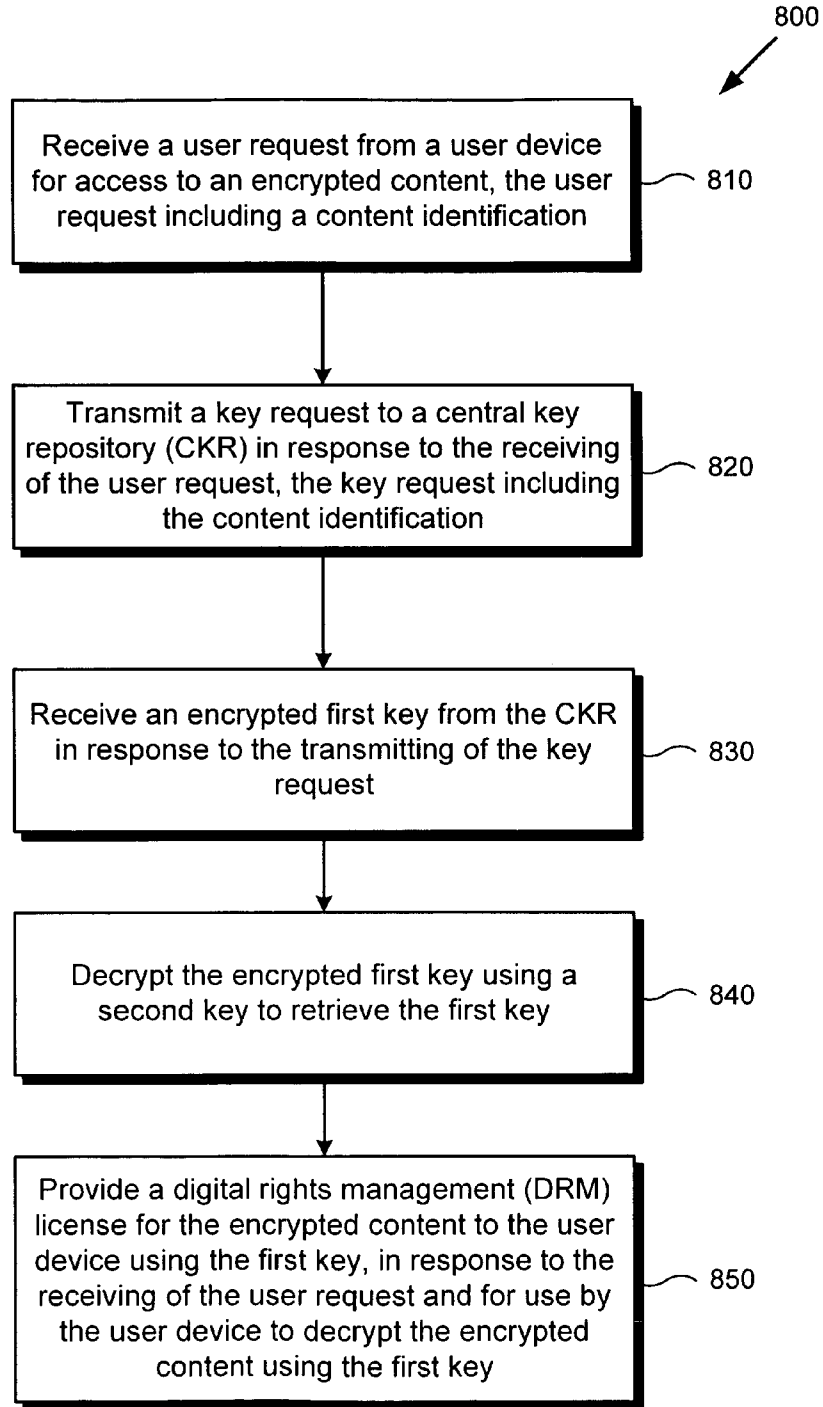 800
Receive a user request from a user device
for access to an encrypted content, the user
request including a content identification
810
Transmit a key request to a central key
repository (CKR) in response to the receiving
of the user request, the key request including
the content identification
820
Receive an encrypted first key from the CKR
in response to the transmitting of the key
request
830
Decrypt the encrypted first key using a
second key to retrieve the first key
840
Provide a digital rights management (DRM)
license for the encrypted content to the user
device using the first key, in response to the
receiving of the user request and for use by
the user device to decrypt the encrypted
content using the first key
850